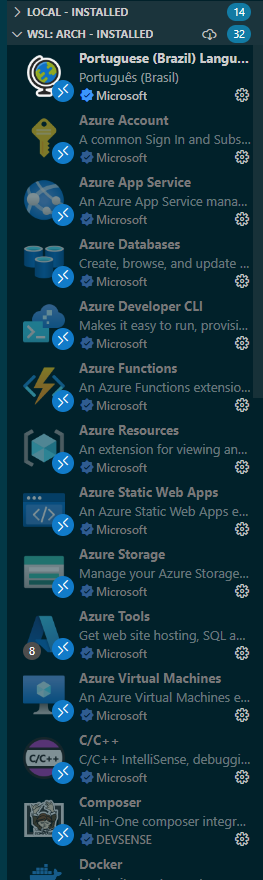 LOCAL - INSTALLED 14
WSL: ARCH - INSTALLED 32
Portuguese (Brazil) Langu...
Português (Brasil)
Microsoft
Azure Account
A common Sign In and Subs...
Microsoft
Azure App Service
An Azure App Service mana...
Microsoft
Azure Databases
Create, browse, and update ...
Microsoft
Azure Developer CLI
Makes it easy to run, provisi...
Microsoft
Azure Functions
An Azure Functions extensio...
Microsoft
Azure Resources
An extension for viewing an...
Microsoft
Azure Static Web Apps
An Azure Static Web Apps e...
Microsoft
Azure Storage
Manage your Azure Storage...
Microsoft
Azure Tools
Get web site hosting, SQL a...
8
Microsoft
Azure Virtual Machines
An Azure Virtual Machines e...
Microsoft
C/C++
C/C++
C/C++ IntelliSense, debuggi...
Microsoft
Composer
All-in-One composer integr...
DEVSENSE
Docker